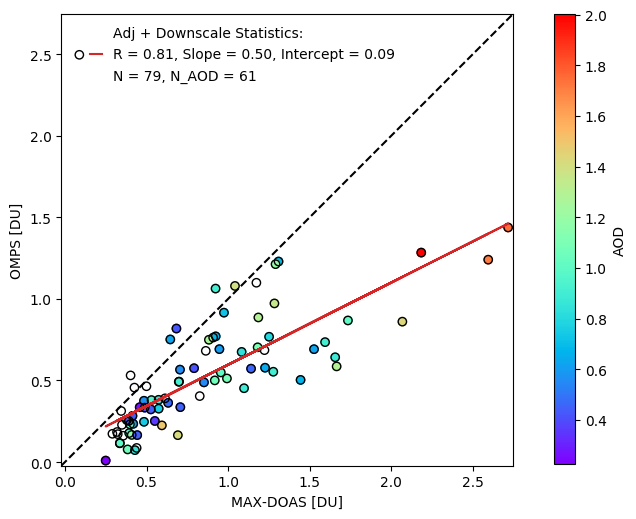 Adj + Downscale Statistics:
R = 0.81, Slope = 0.50, Intercept = 0.09
N = 79, N_AOD = 61
2.5
2.0
1.5
1.0
0.5
0.0
OMPS [DU]
0.0 0.5 1.0 1.5 2.0 2.5
MAX-DOAS [DU]
2.0
1.8
1.6
1.4
1.2
1.0
0.8
0.6
0.4
AOD